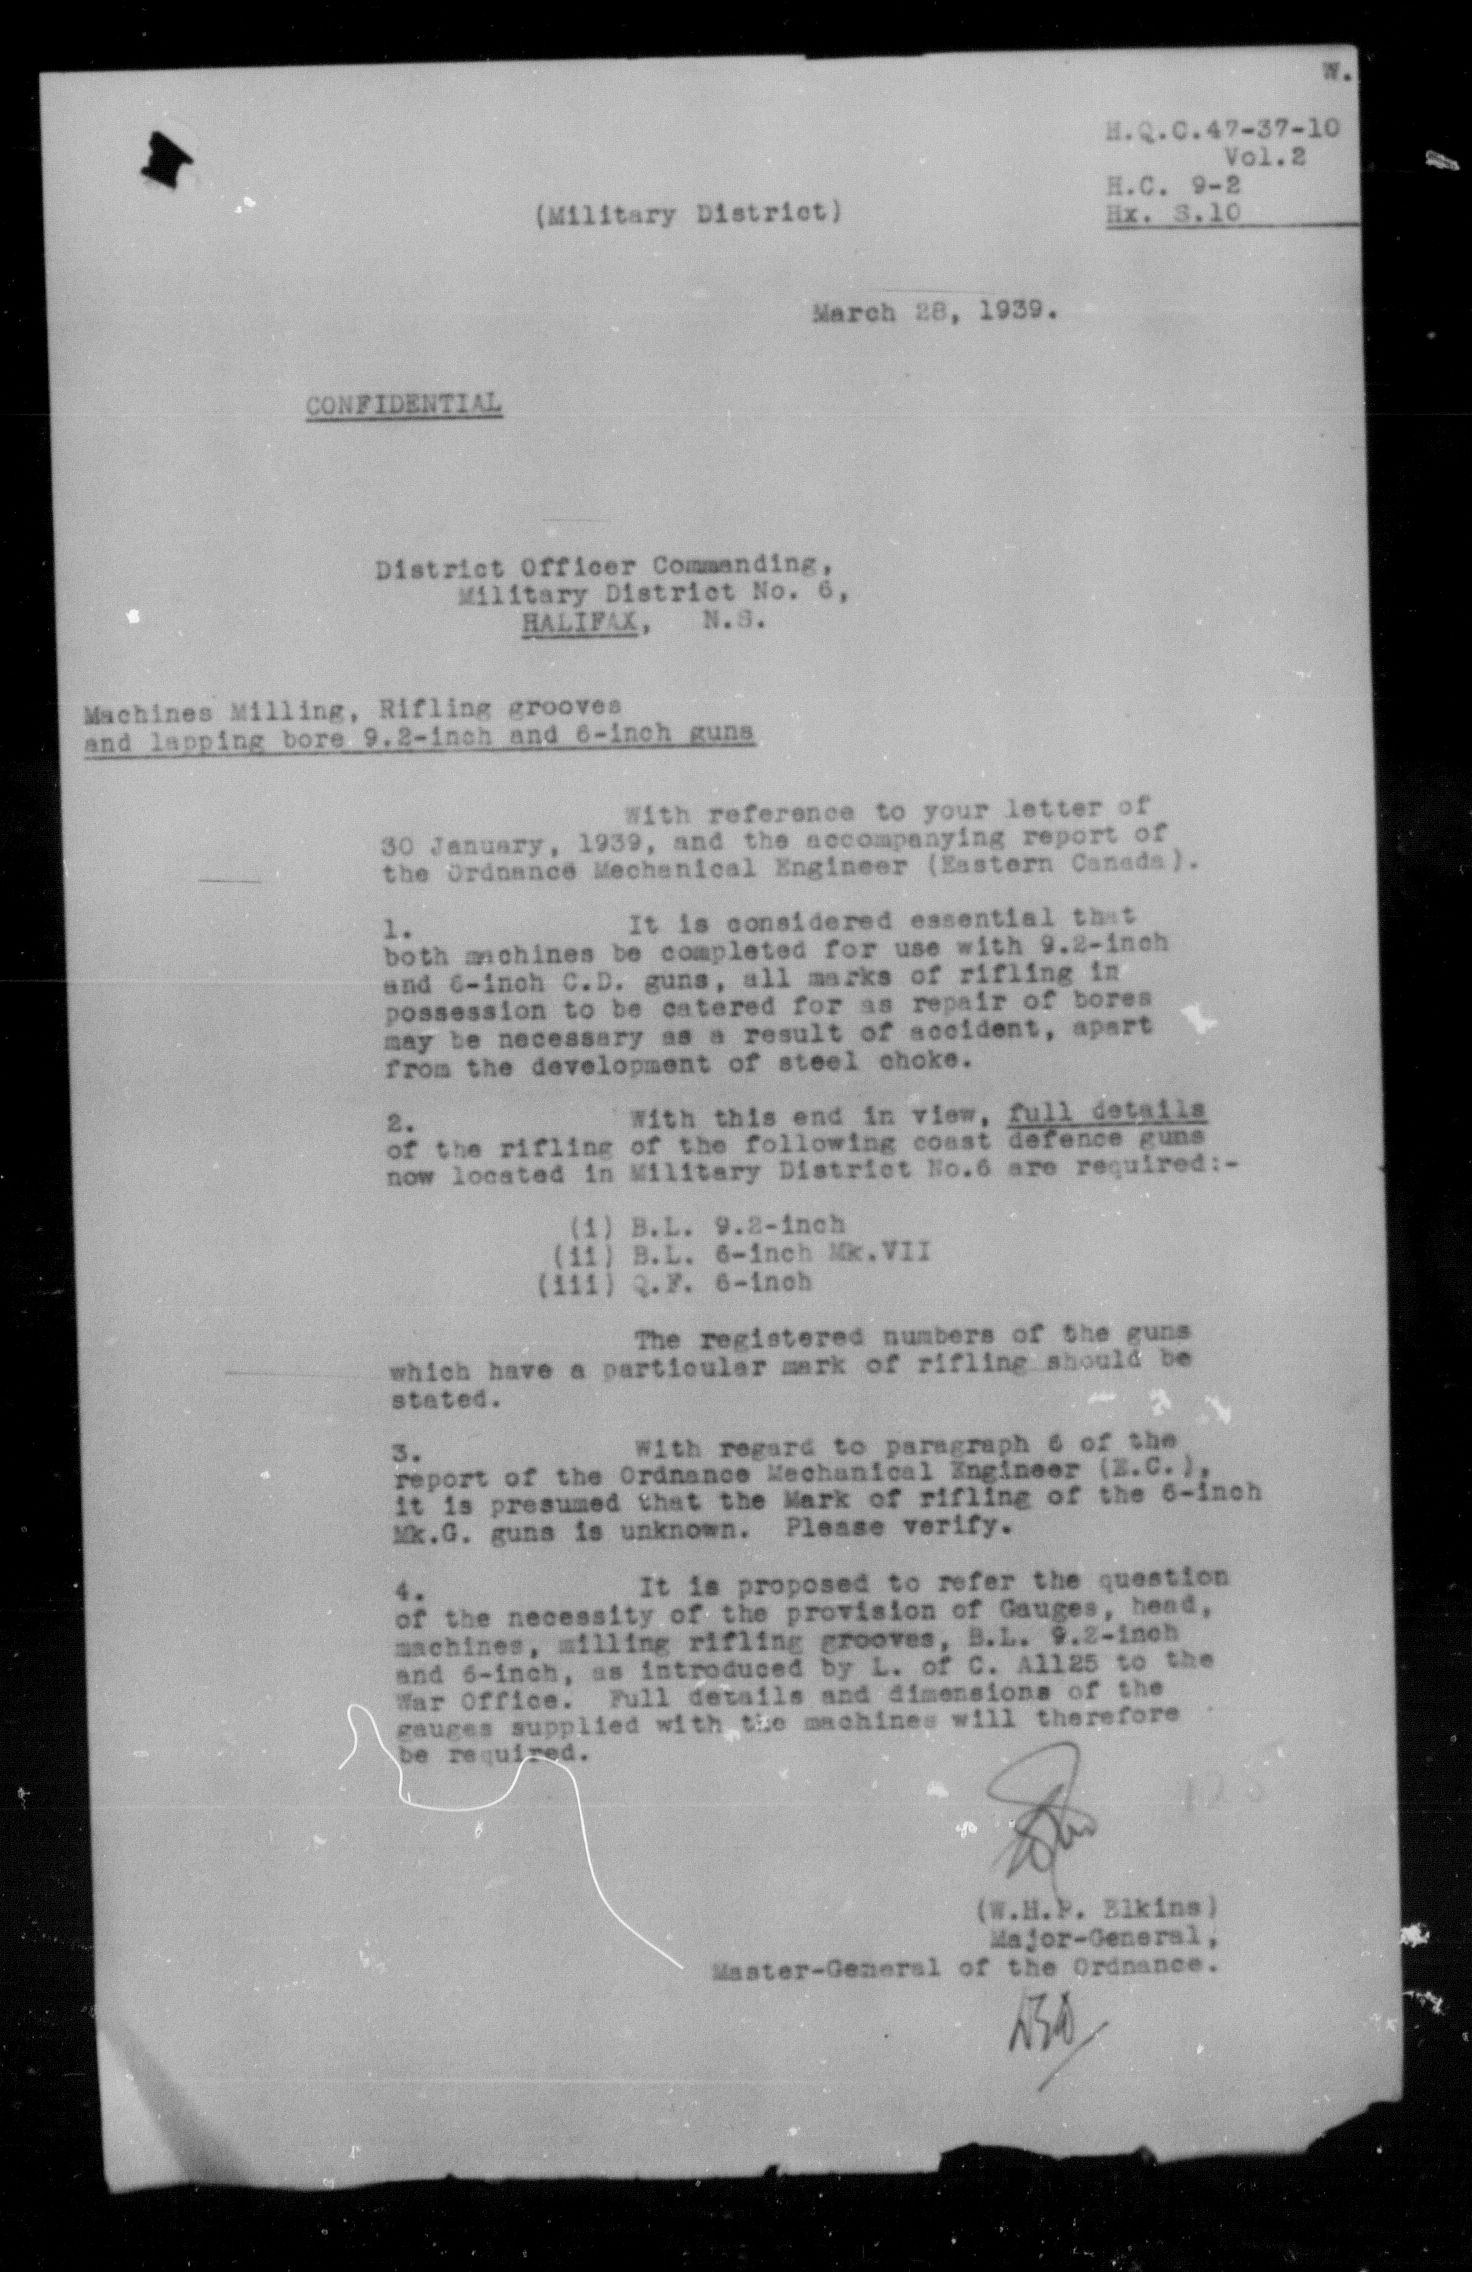 W.
H.Q.C.47-37-10
Vol.2
H.C. 9-2
Hx. S.10
(Military District)
March 28, 1939.
CONFIDENTIAL
District Officer Commanding,
Military District No. 6,
HALIFAX, N.S.
Machines Milling, Rifling grooves
and lapping bore 9.2-inch and 6-inch guns
With reference to your letter of
30 January, 1939, and the accompanying report of
the Ordnance Mechanical Engineer (Eastern Canada).
1. It is considered essential that
both machines be completed for use with 9.2-inch
and 6-inch C.D. guns, all marks of rifling in
possession to be catered for as repair of bores
may be necessary as a result of accident, apart
from the development of steel choke.
2. With this end in view, full details
of the rifling of the following coast defence guns
now located in Military District No.6 are required:-
(i) B.L. 9.2-inch
(ii) B.L. 6-inch Mk.VII
(iii) Q.F. 6-inch
The registered numbers of the guns
which have a particular mark of rifling should be
stated.
3. With regard to paragraph 6 of the
report of the Ordnance Mechanical Engineer (E.C.),
it is presumed that the Mark of rifling of the 6-inch
Mk.G. guns is unknown. Please verify.
4. It is proposed to refer the question
of the necessity of the provision of Gauges, head,
machines, milling rifling grooves, B.L. 9.2-inch
and 6-inch, as introduced by L. of C. A1125 to the
War Office. Full details and dimensions of the
gauges supplied with the machines will therefore
be required.
(W.H.P. Elkins)
Major-General,
Master-General of the Ordnance.